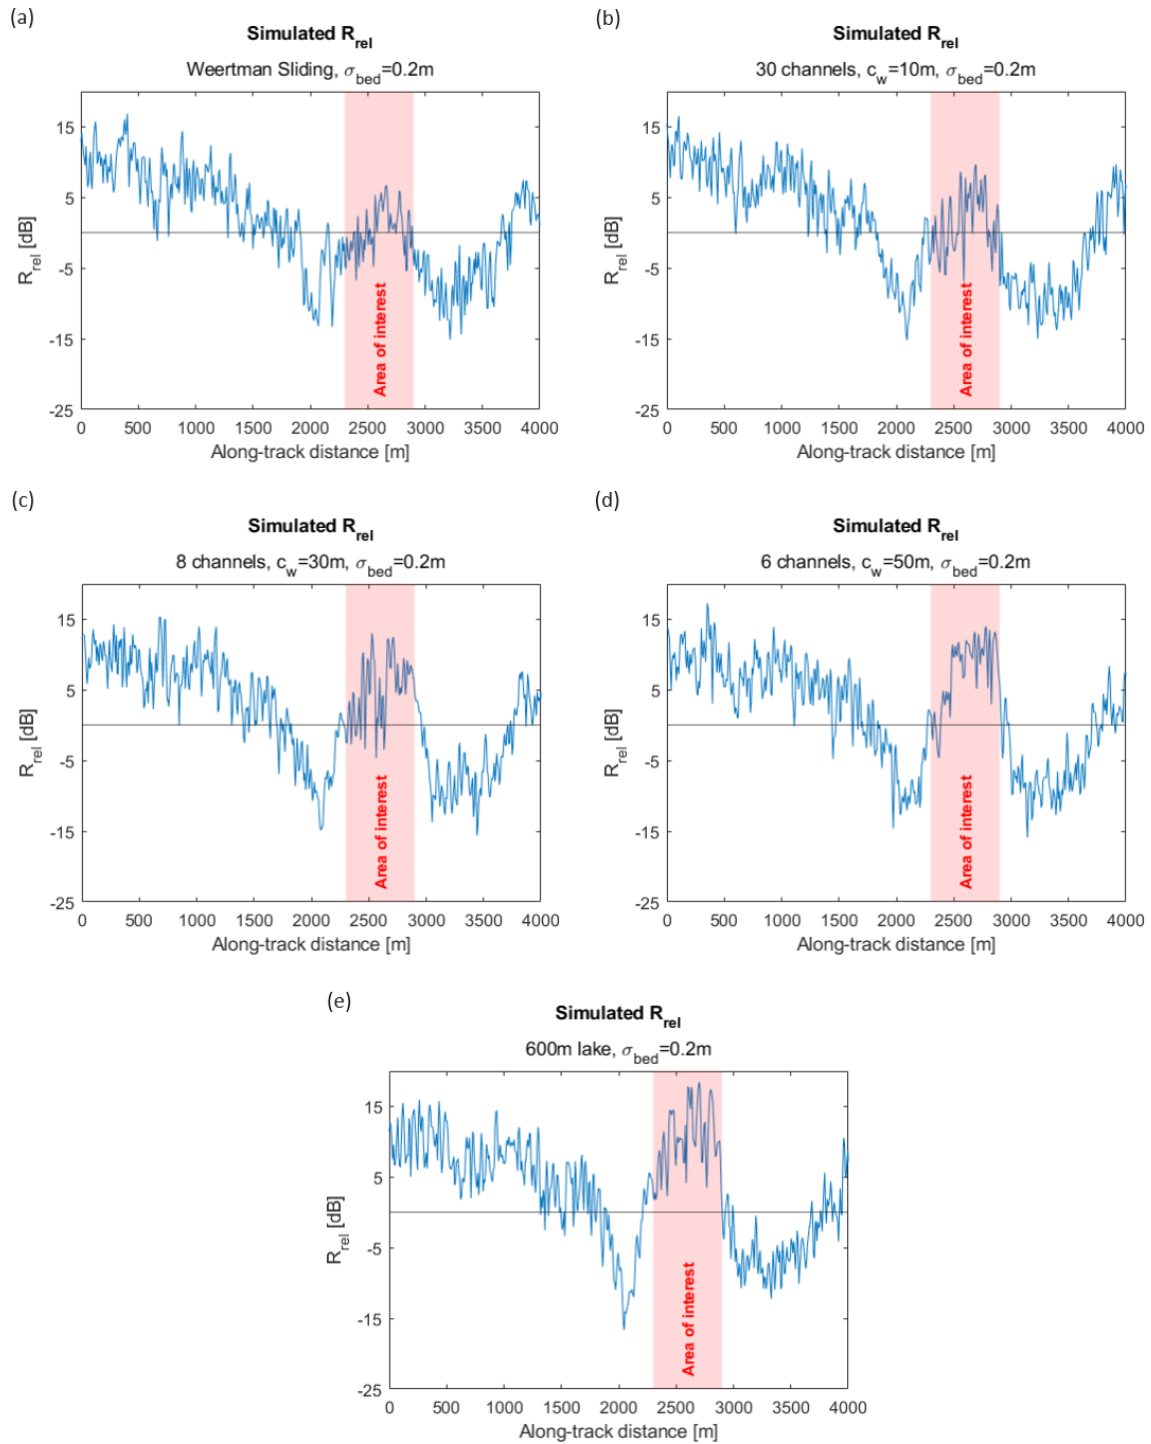 (a)
Simulated R_rel
Weertman Sliding, σ_bed=0.2m
15
5
-5
-15
-25
R_rel [dB]
Area of interest
0 500 1000 1500 2000 2500 3000 3500 4000
Along-track distance [m]
(b)
Simulated R_rel
30 channels, c_w=10m, σ_bed=0.2m
15
5
-5
-15
-25
R_rel [dB]
Area of interest
0 500 1000 1500 2000 2500 3000 3500 4000
Along-track distance [m]
(c)
Simulated R_rel
8 channels, c_w=30m, σ_bed=0.2m
15
5
-5
-15
-25
R_rel [dB]
Area of interest
0 500 1000 1500 2000 2500 3000 3500 4000
Along-track distance [m]
(d)
Simulated R_rel
6 channels, c_w=50m, σ_bed=0.2m
15
5
-5
-15
-25
R_rel [dB]
Area of interest
0 500 1000 1500 2000 2500 3000 3500 4000
Along-track distance [m]
(e)
Simulated R_rel
600m lake, σ_bed=0.2m
15
5
-5
-15
-25
R_rel [dB]
Area of interest
0 500 1000 1500 2000 2500 3000 3500 4000
Along-track distance [m]